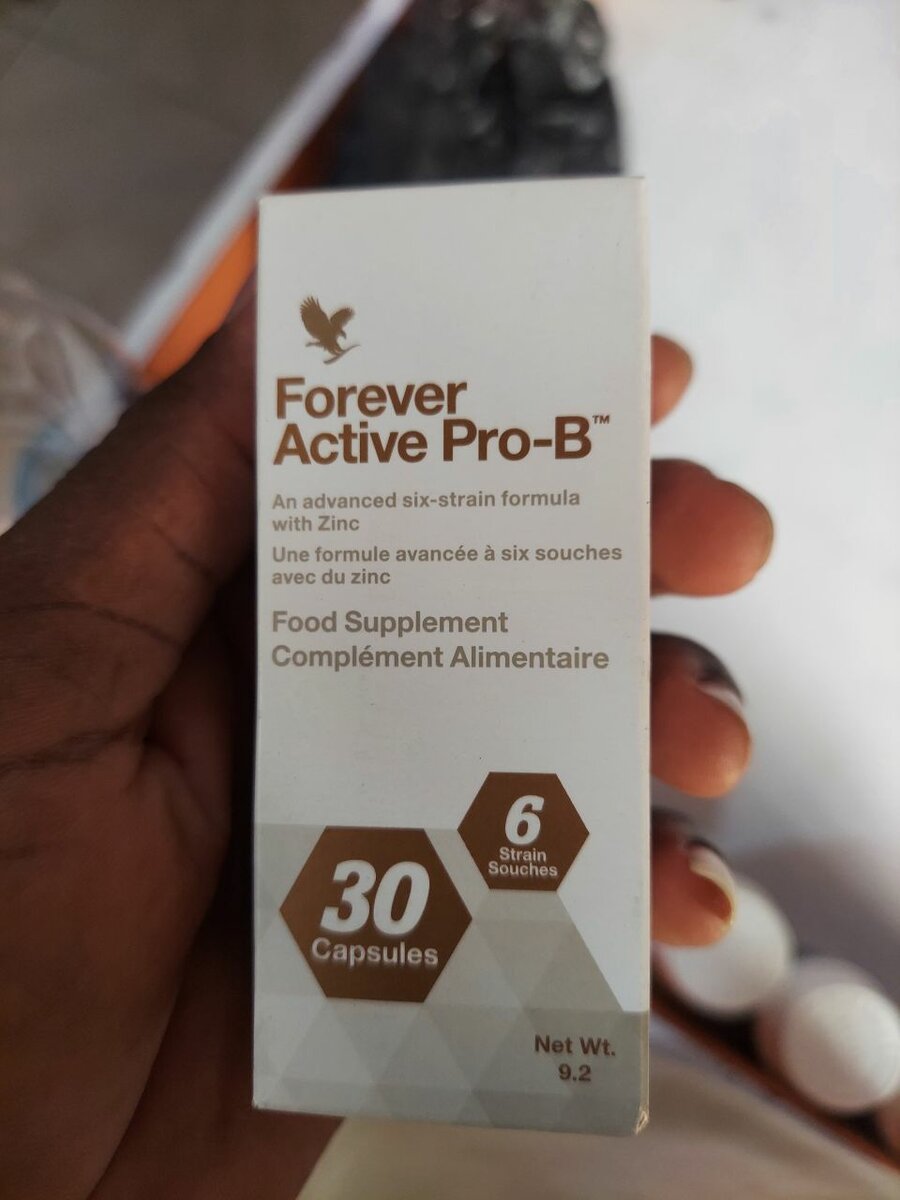 Forever
Active Pro-B™
An advanced six-strain formula
with Zinc
Une formule avancée à six souches
avec du zinc
Food Supplement
Complément Alimentaire
6
Strain
Souches
30
Capsules
Net Wt.
9.2